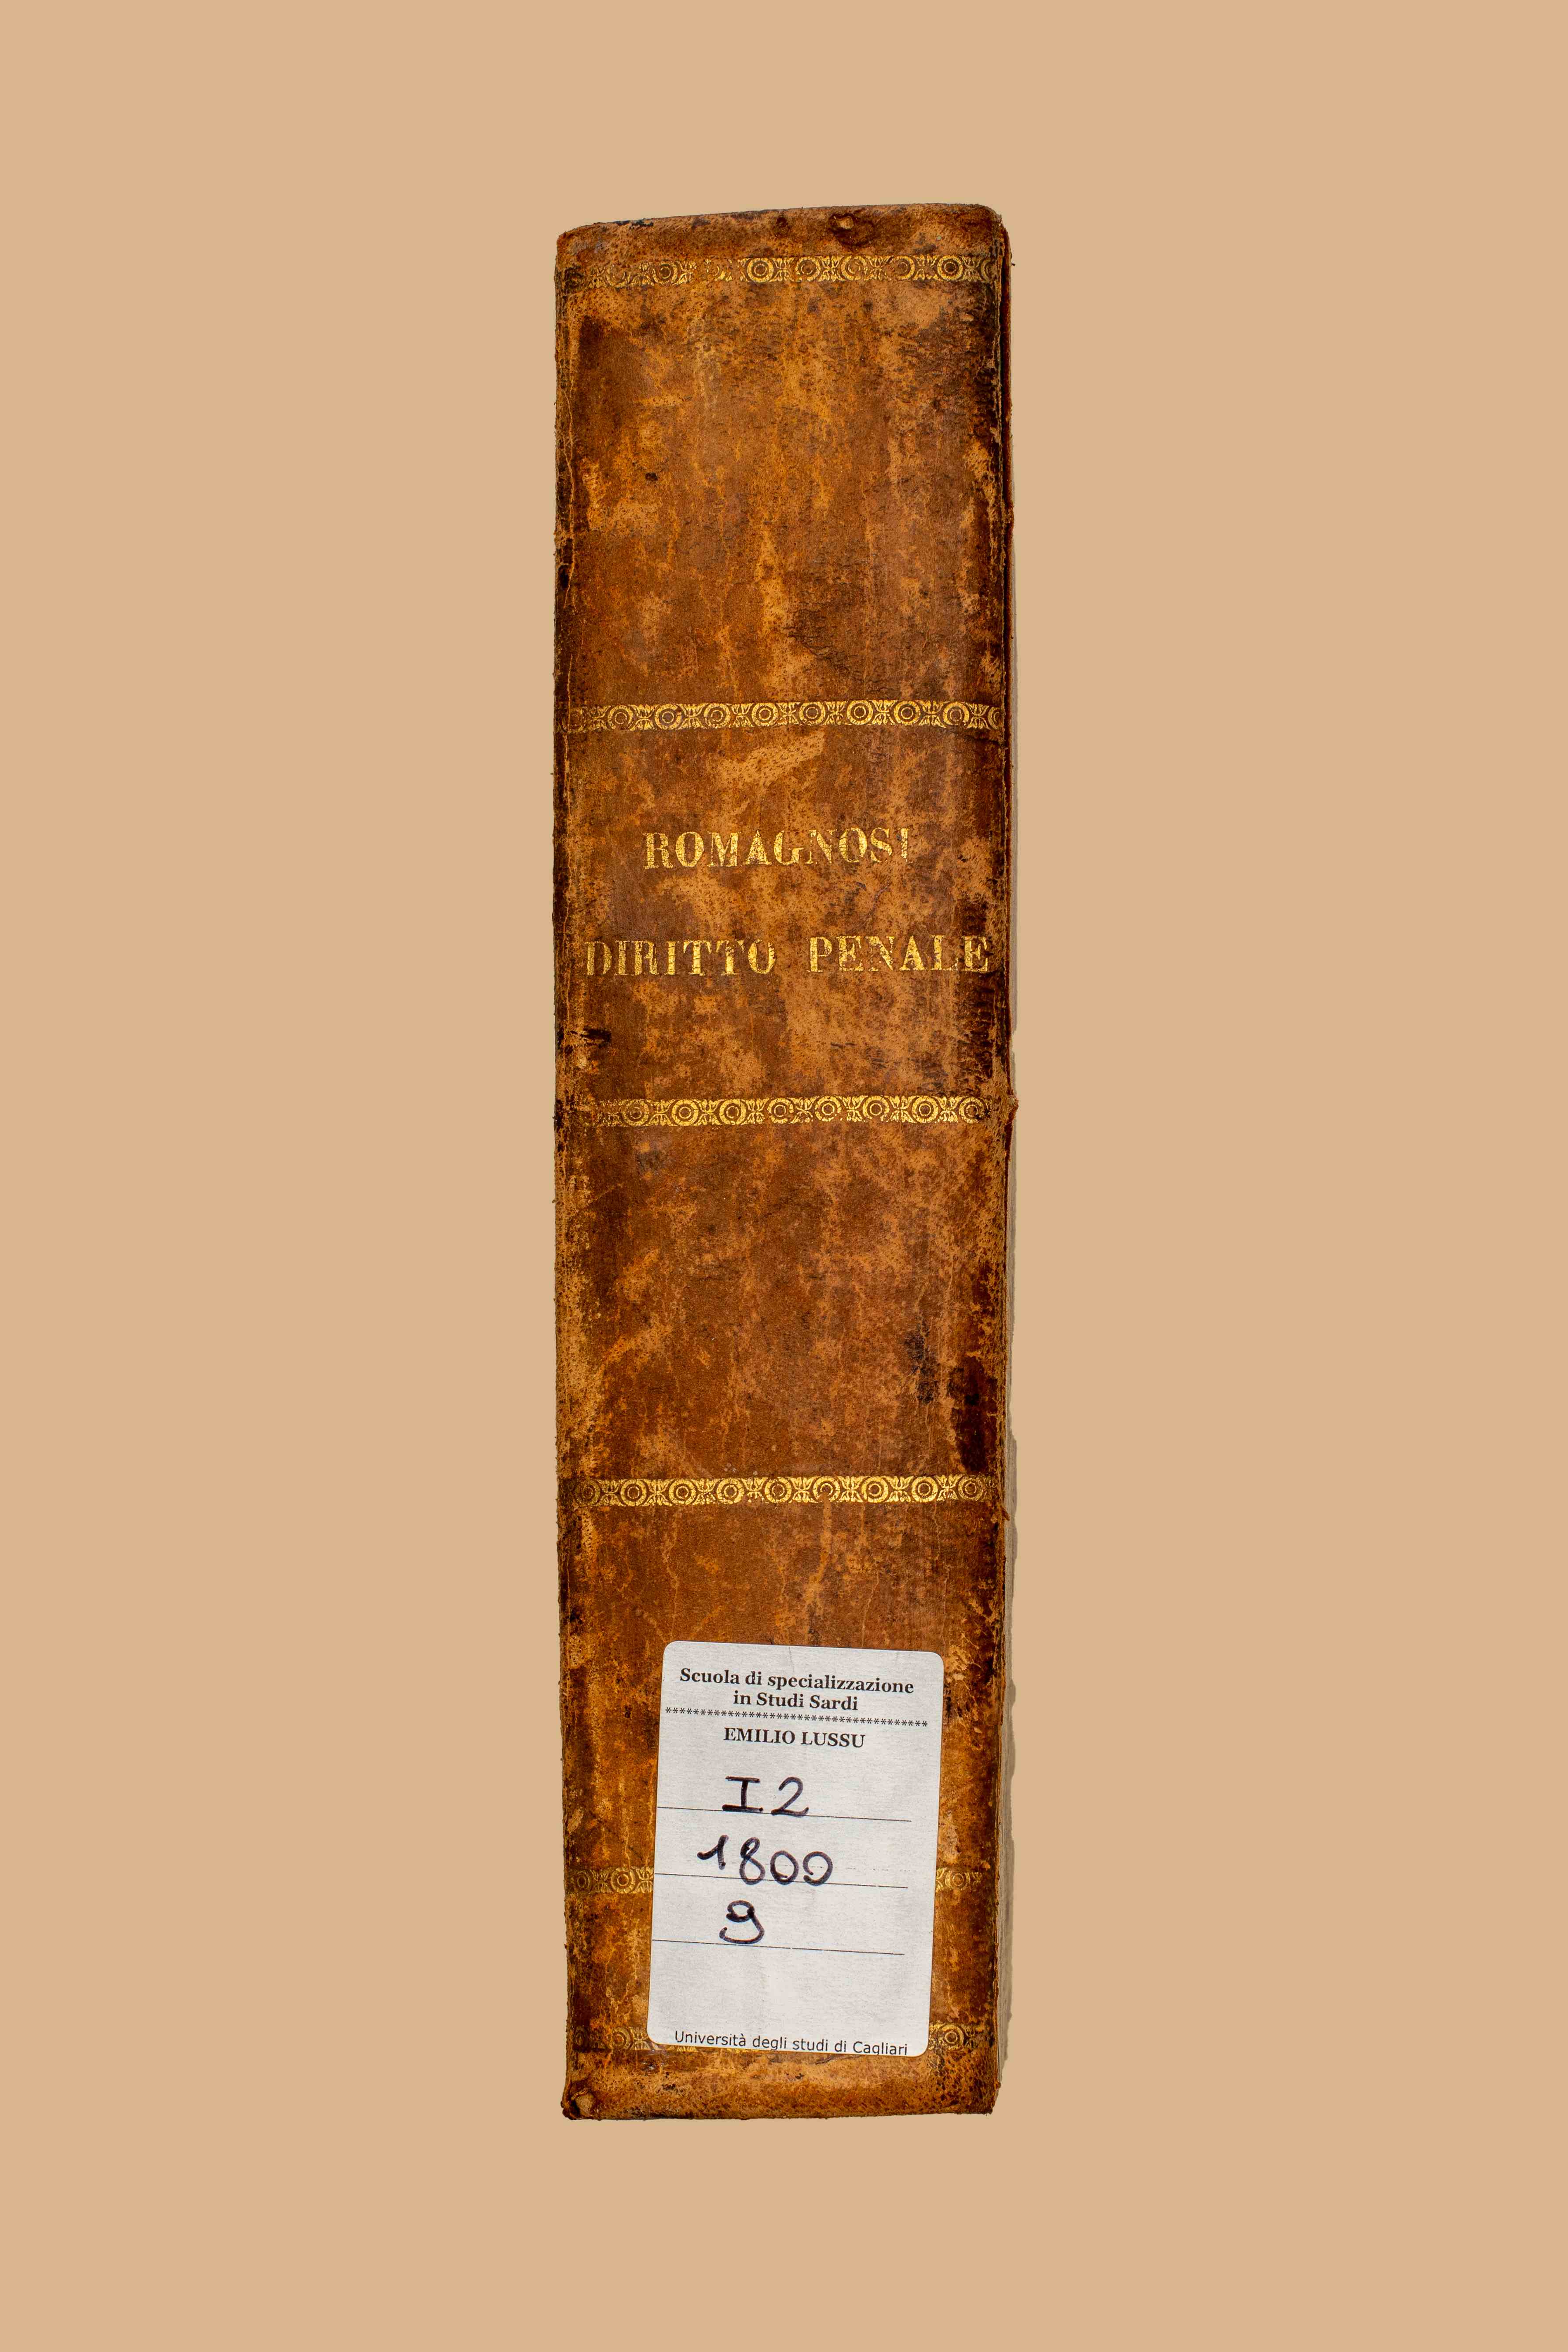 ROMAGNOSI
DIRITTO PENALE
Scuola di specializzazione
in Studi Sardi
**************************************
EMILIO LUSSU
I2
1800
9
Università degli studi di Cagliari